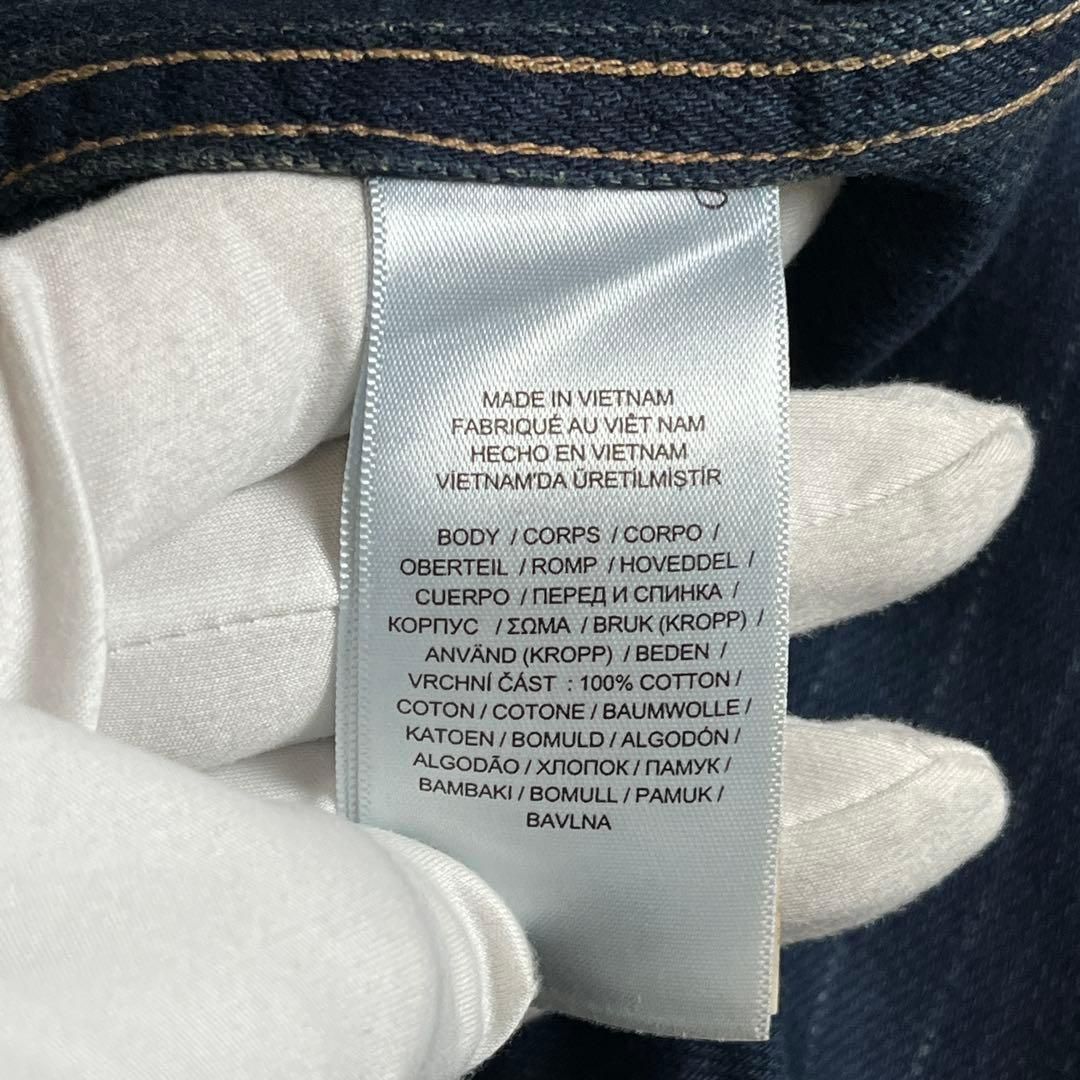 MADE IN VIETNAM
FABRIQUÉ AU VIÊT NAM
HECHO EN VIETNAM
VİETNAM'DA ÜRETİLMİŞTİR
BODY / CORPS / CORPO /
OBERTEIL / ROMP / HOVEDDEL /
CUERPO / ПЕРЕД И СПИНКА /
КОРПУС / ΣΩΜΑ / BRUK (KROPP) /
ANVÄND (KROPP) / BEDEN /
VRCHNÍ ČÁST : 100% COTTON /
COTON / COTONE / BAUMWOLLE /
KATOEN / BOMULD / ALGODÓN /
ALGODÃO / ХЛОПОК / ПАМУК /
ΒΑΜΒΑΚΙ / BOMULL / PAMUK /
BAVLNA